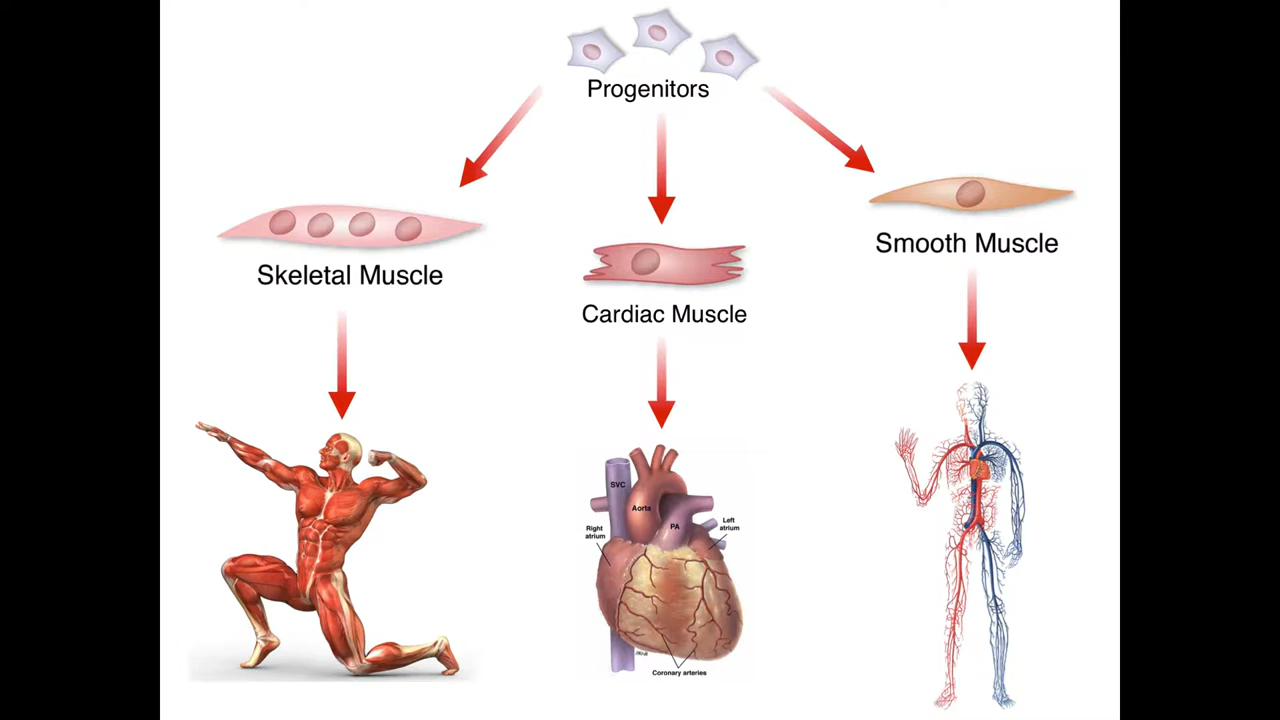 Progenitors
Skeletal Muscle
Cardiac Muscle
Smooth Muscle
SVC
Aorta
PA
Right
atrium
Left
atrium
Coronary arteries